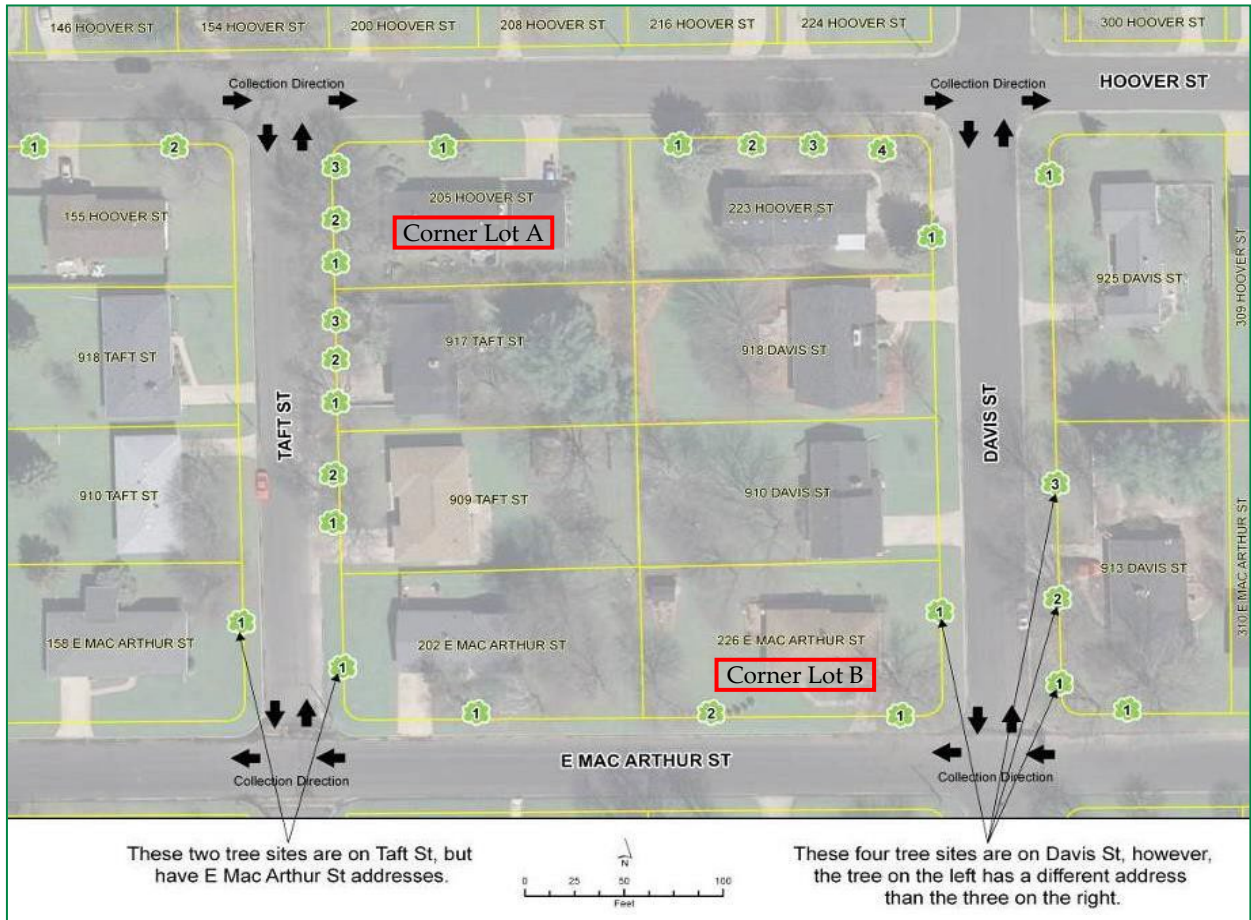 146 HOOVER ST
154 HOOVER ST
200 HOOVER ST
208 HOOVER ST
216 HOOVER ST
224 HOOVER ST
300 HOOVER ST
Collection Direction
Collection Direction
HOOVER ST
1
2
3
1
1
2
3
4
1
155 HOOVER ST
205 HOOVER ST
Corner Lot A
223 HOOVER ST
2
1
1
925 DAVIS ST
309 HOOVER ST
3
2
1
918 TAFT ST
917 TAFT ST
918 DAVIS ST
TAFT ST
DAVIS ST
2
1
910 TAFT ST
909 TAFT ST
910 DAVIS ST
3
2
1
913 DAVIS ST
310 E MAC ARTHUR ST
1
158 E MAC ARTHUR ST
1
202 E MAC ARTHUR ST
226 E MAC ARTHUR ST
Corner Lot B
1
1
2
1
1
E MAC ARTHUR ST
Collection Direction
Collection Direction
These two tree sites are on Taft St, but
have E Mac Arthur St addresses.
N
0 25 50 100
Feet
These four tree sites are on Davis St, however,
the tree on the left has a different address
than the three on the right.